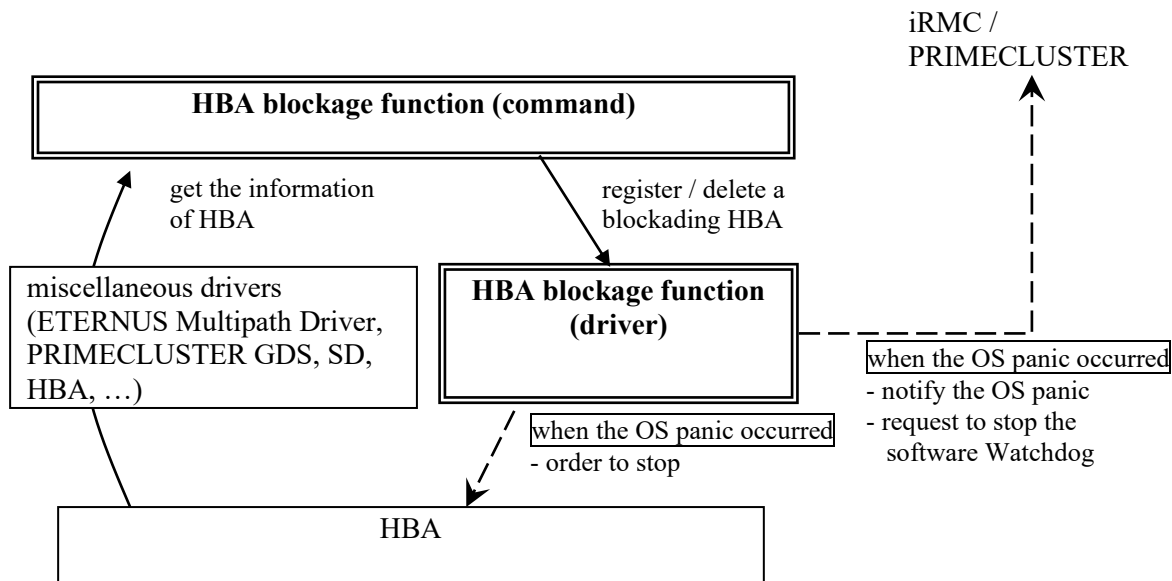 iRMC /
PRIMECLUSTER
HBA blockage function (command)
get the information
of HBA
register / delete a
blockading HBA
miscellaneous drivers
(ETERNUS Multipath Driver,
PRIMECLUSTER GDS, SD,
HBA, …)
HBA blockage function
(driver)
when the OS panic occurred
- notify the OS panic
- request to stop the
software Watchdog
when the OS panic occurred
- order to stop
HBA